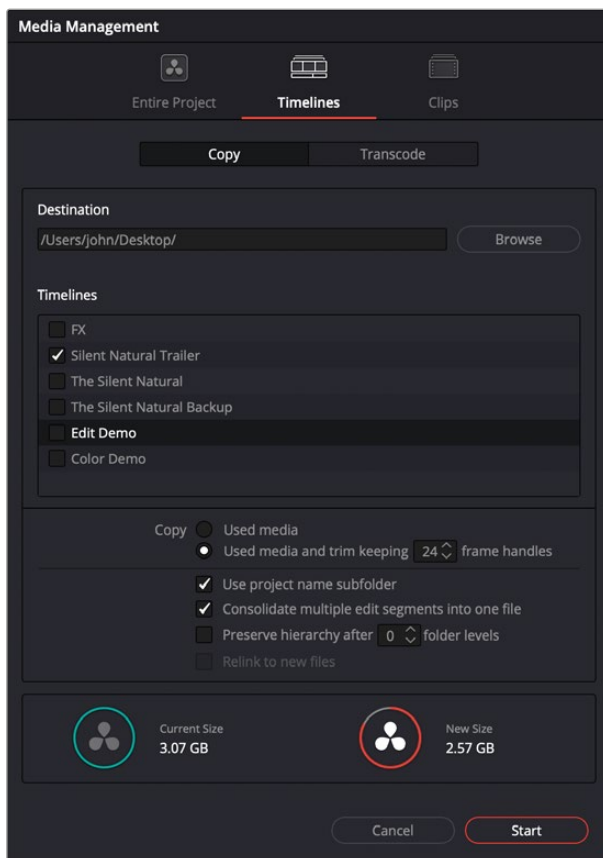 Media Management
Entire Project Timelines Clips
Copy Transcode
Destination
/Users/john/Desktop/ Browse
Timelines
FX
Silent Natural Trailer
The Silent Natural
The Silent Natural Backup
Edit Demo
Color Demo
Copy Used media
Used media and trim keeping 24 frame handles
Use project name subfolder
Consolidate multiple edit segments into one file
Preserve hierarchy after 0 folder levels
Relink to new files
Current Size New Size
3.07 GB 2.57 GB
Cancel Start